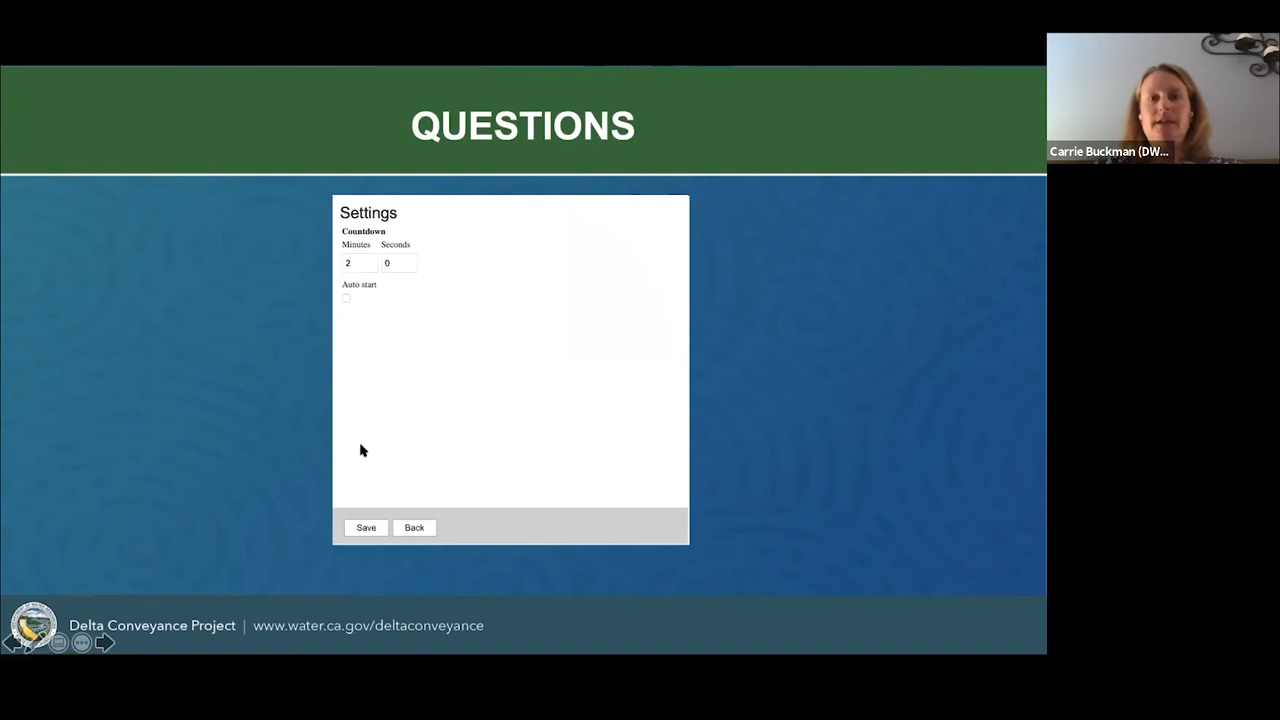 QUESTIONS
Carrie Buckman (DW...
Settings
Countdown
Minutes Seconds
2 0
Auto start
Save Back
Delta Conveyance Project | www.water.ca.gov/deltaconveyance